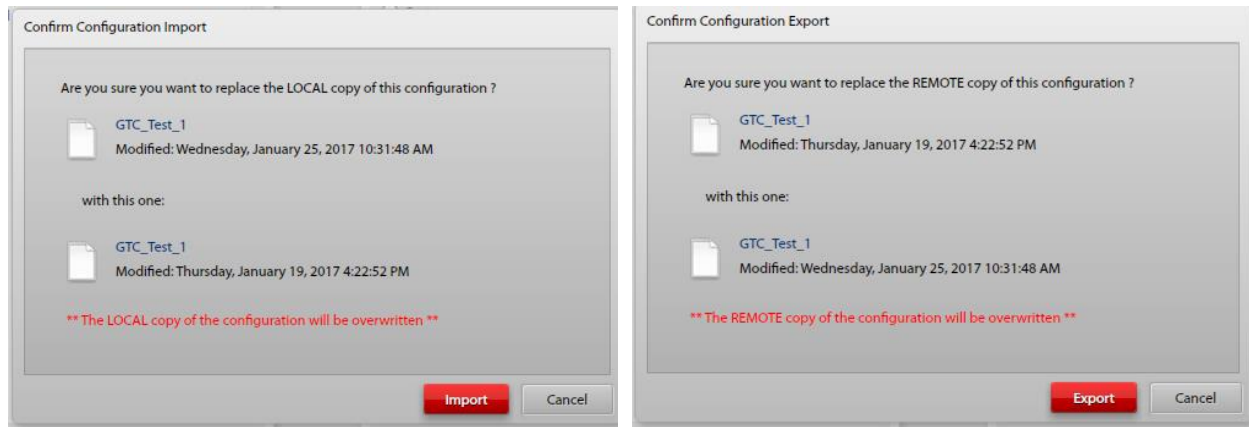 Confirm Configuration Import
Are you sure you want to replace the LOCAL copy of this configuration ?
GTC_Test_1
Modified: Wednesday, January 25, 2017 10:31:48 AM
with this one:
GTC_Test_1
Modified: Thursday, January 19, 2017 4:22:52 PM
** The LOCAL copy of the configuration will be overwritten **
Import
Cancel
Confirm Configuration Export
Are you sure you want to replace the REMOTE copy of this configuration ?
GTC_Test_1
Modified: Thursday, January 19, 2017 4:22:52 PM
with this one:
GTC_Test_1
Modified: Wednesday, January 25, 2017 10:31:48 AM
** The REMOTE copy of the configuration will be overwritten **
Export
Cancel